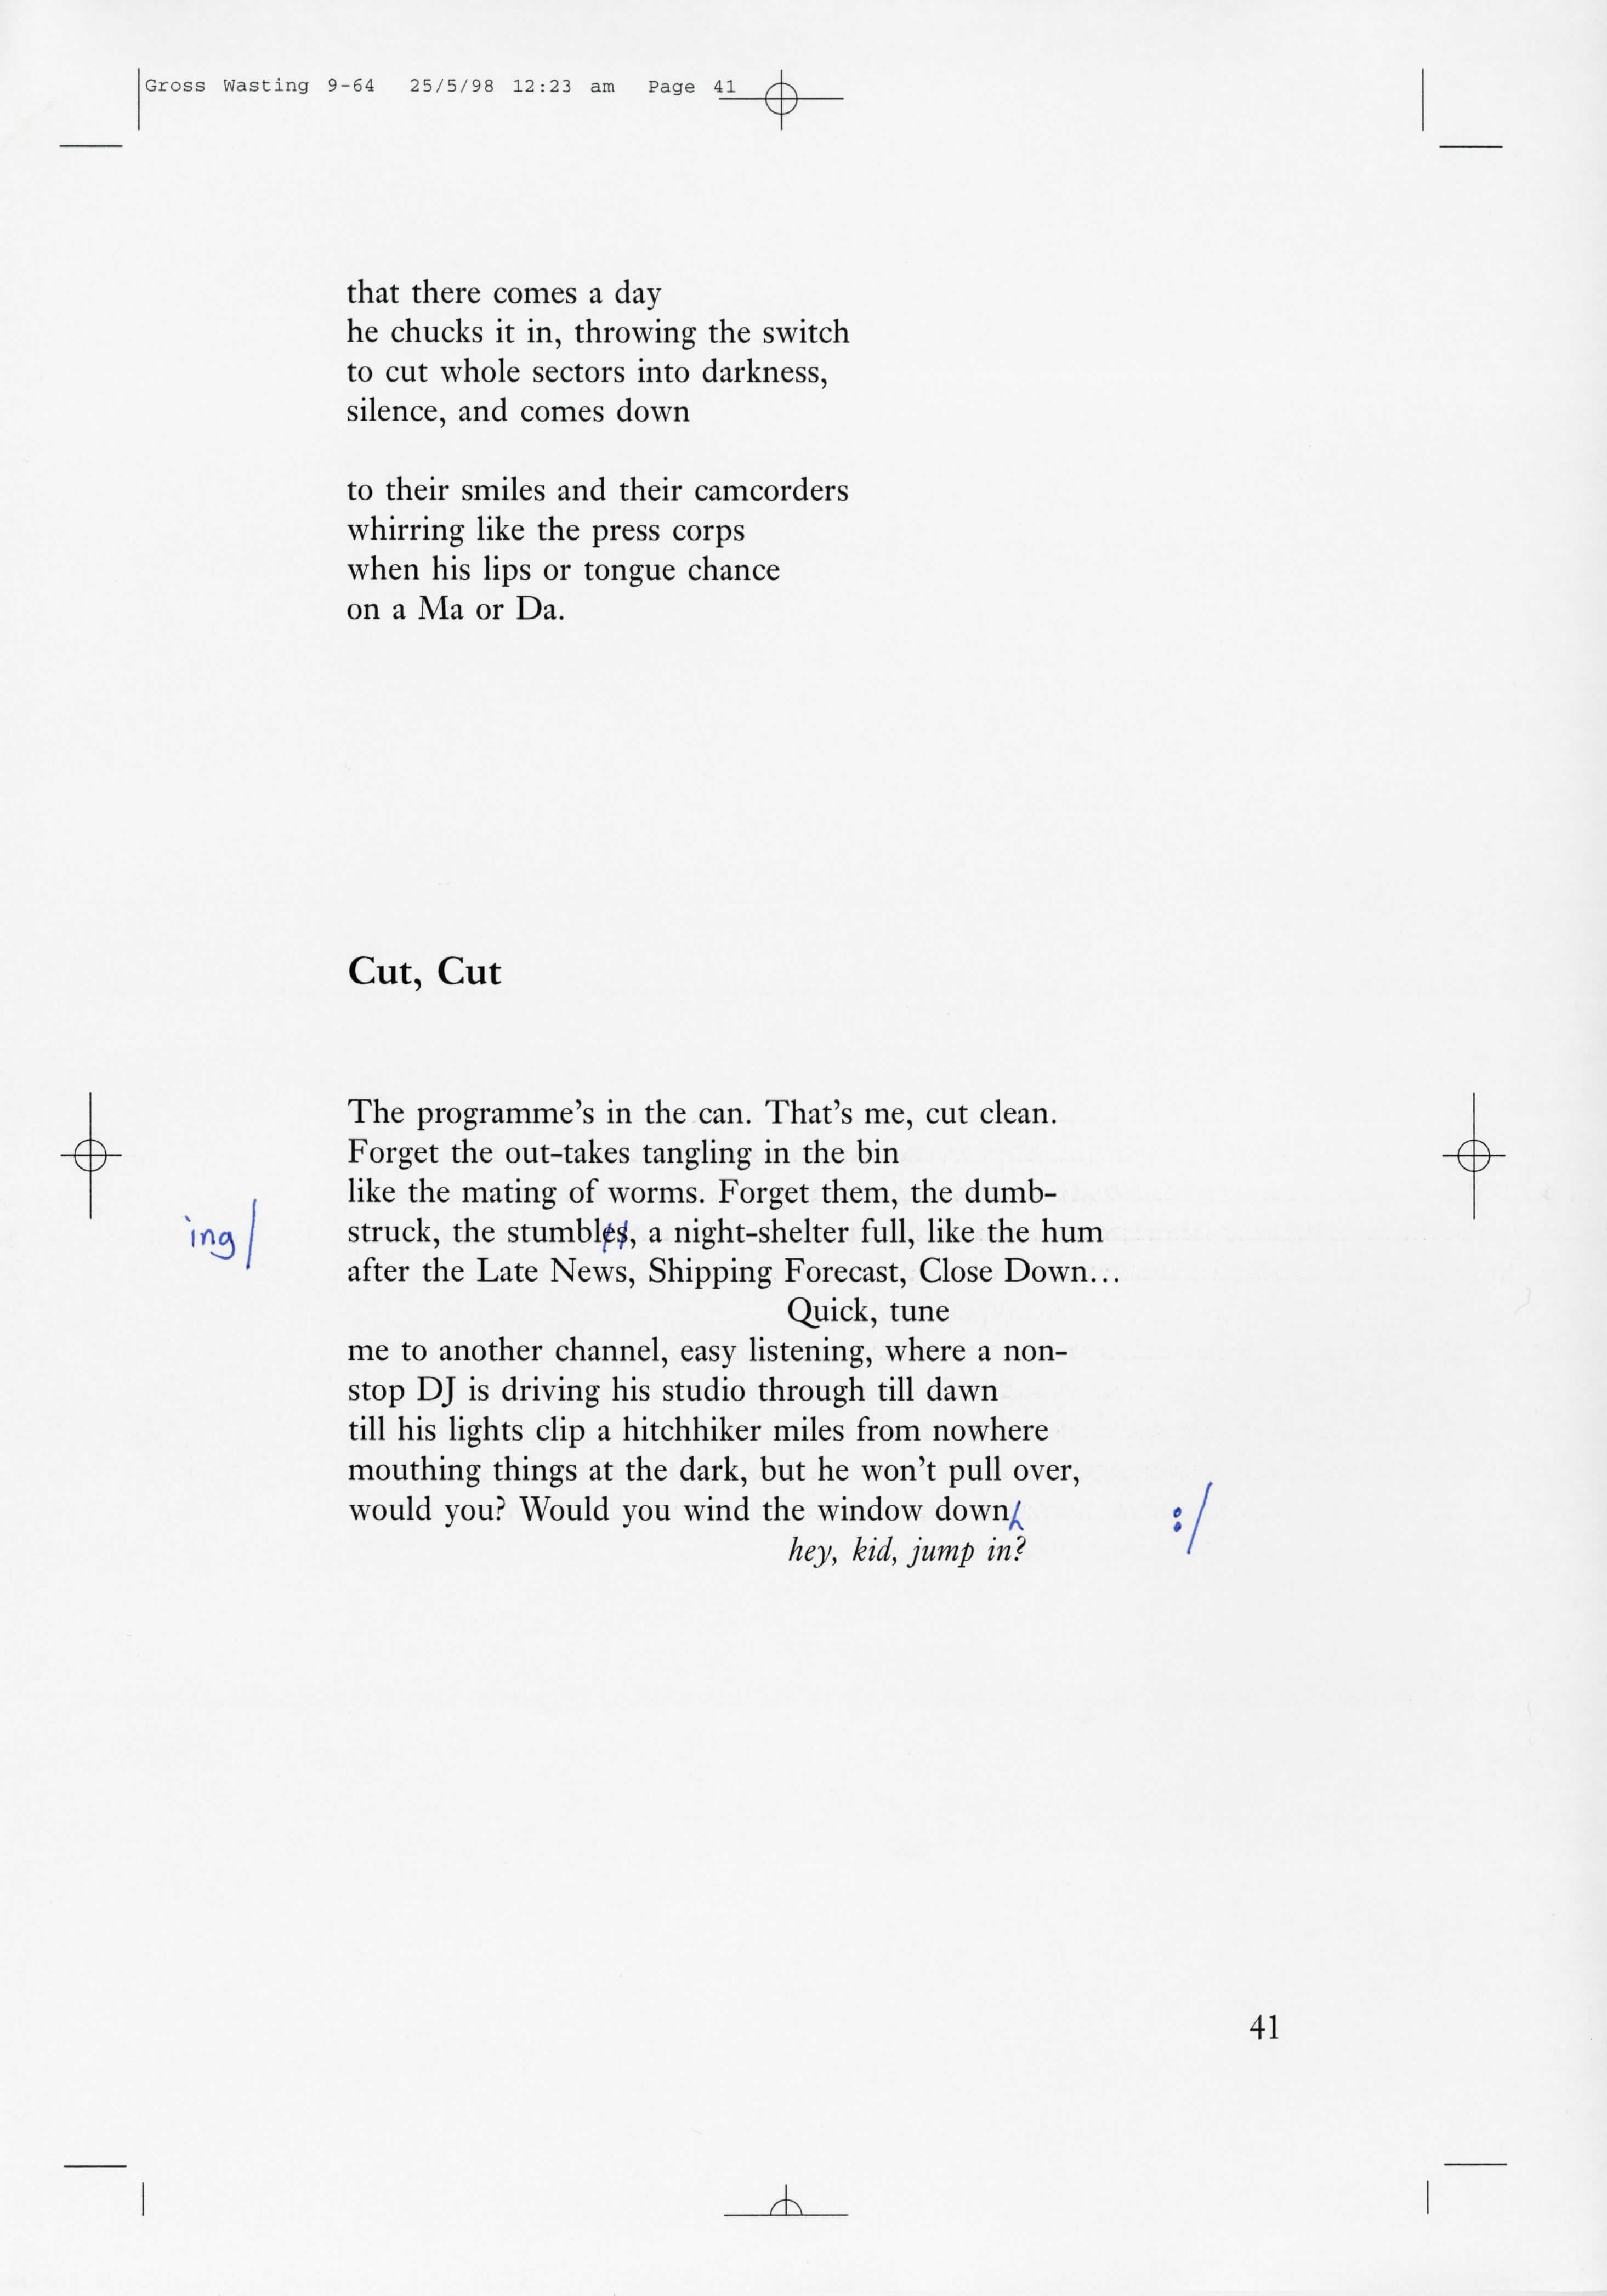 Gross Wasting 9-64 25/5/98 12:23 am Page 41
that there comes a day
he chucks it in, throwing the switch
to cut whole sectors into darkness,
silence, and comes down
to their smiles and their camcorders
whirring like the press corps
when his lips or tongue chance
on a Ma or Da.
Cut, Cut
The programme’s in the can. That’s me, cut clean.
Forget the out-takes tangling in the bin
like the mating of worms. Forget them, the dumb-
ing/ struck, the stumbles, a night-shelter full, like the hum
after the Late News, Shipping Forecast, Close Down...
Quick, tune
me to another channel, easy listening, where a non-
stop DJ is driving his studio through till dawn
till his lights clip a hitchhiker miles from nowhere
mouthing things at the dark, but he won’t pull over,
would you? Would you wind the window down :/
hey, kid, jump in?
41